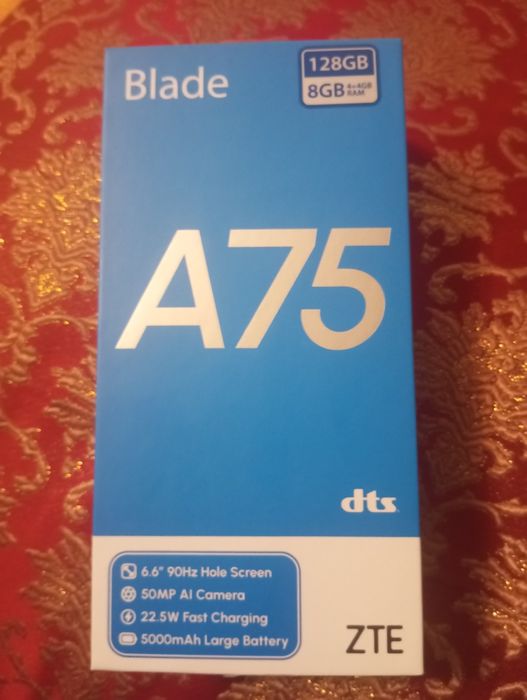 Blade
128GB
8GB 4+4GB RAM
A75
dts
6.6" 90Hz Hole Screen
50MP AI Camera
22.5W Fast Charging
5000mAh Large Battery
ZTE